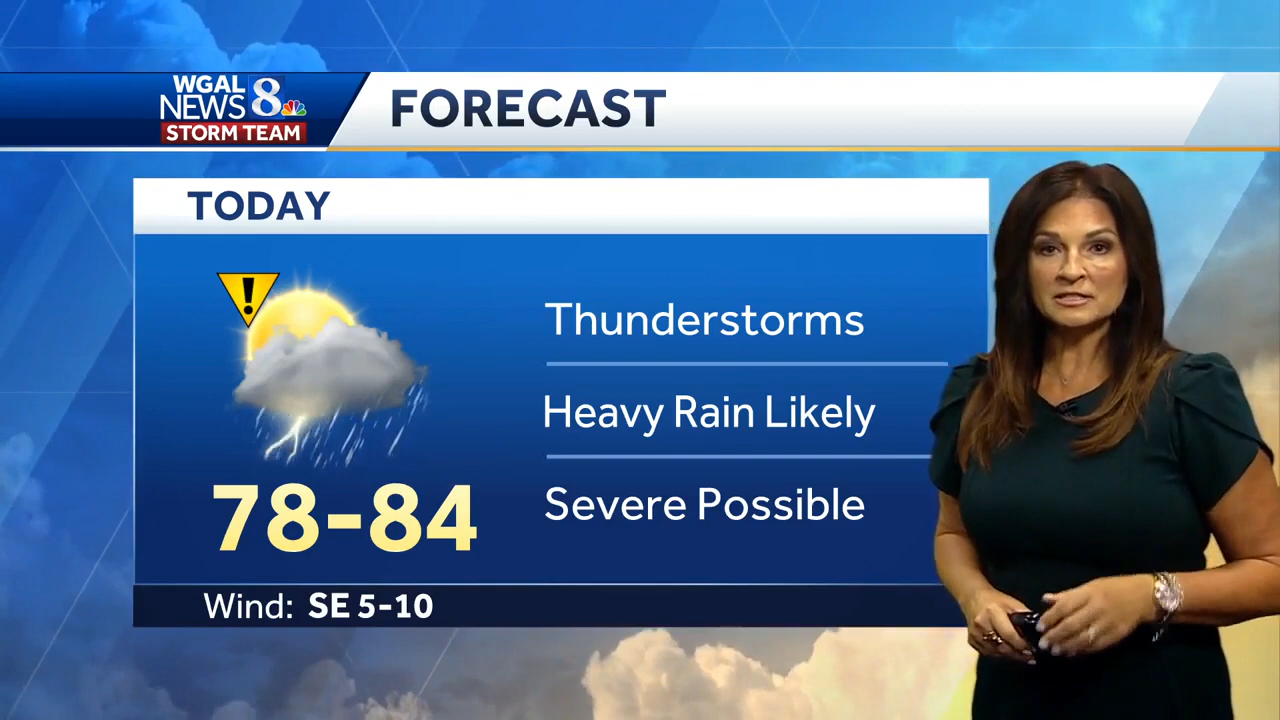 WGAL
NEWS 8
STORM TEAM
FORECAST
TODAY
!
Thunderstorms
Heavy Rain Likely
Severe Possible
78-84
Wind: SE 5-10